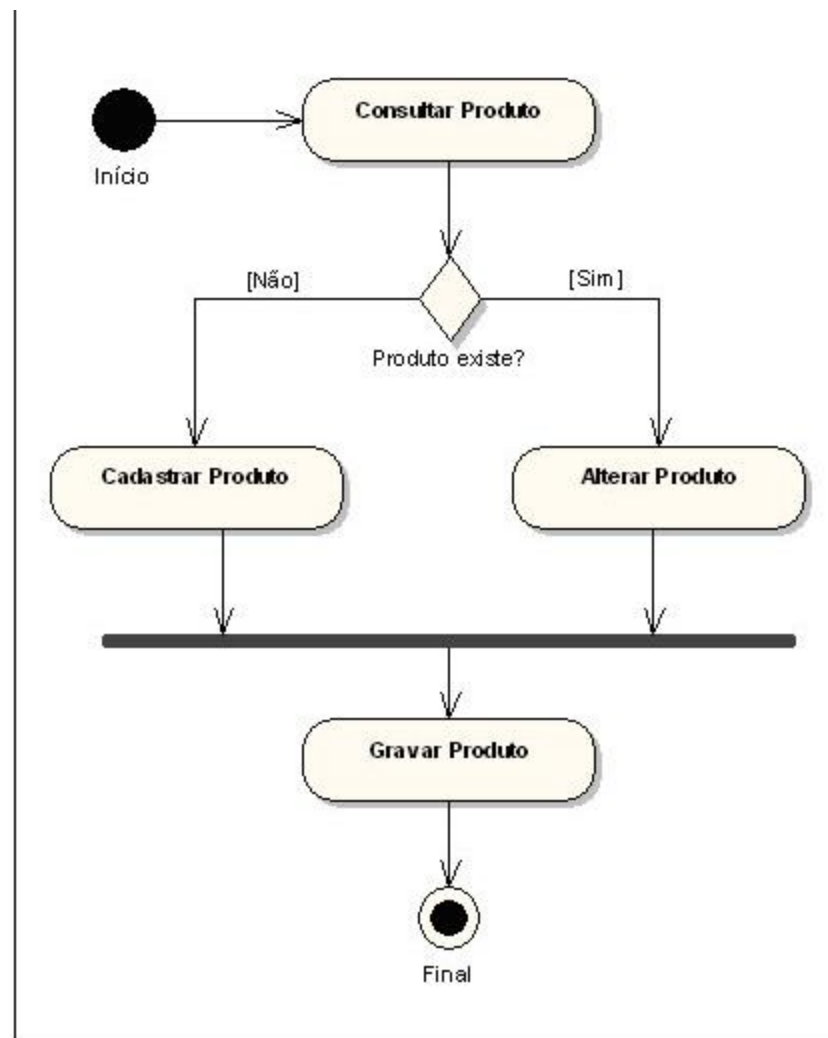 Consultar Produto
Início
[Não]
[Sim]
Produto existe?
Cadastrar Produto
Alterar Produto
Gravar Produto
Final